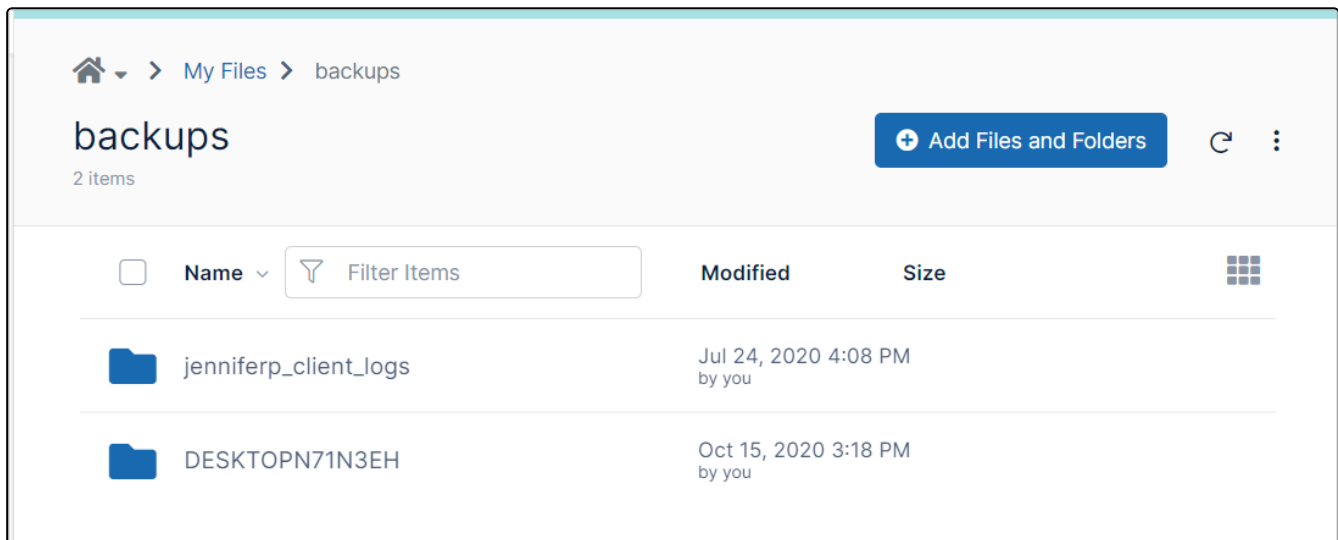 My Files backups
backups
Add Files and Folders
2 items
Name Filter Items Modified Size
jenniferp_client_logs Jul 24, 2020 4:08 PM
by you
DESKTOPN71N3EH Oct 15, 2020 3:18 PM
by you